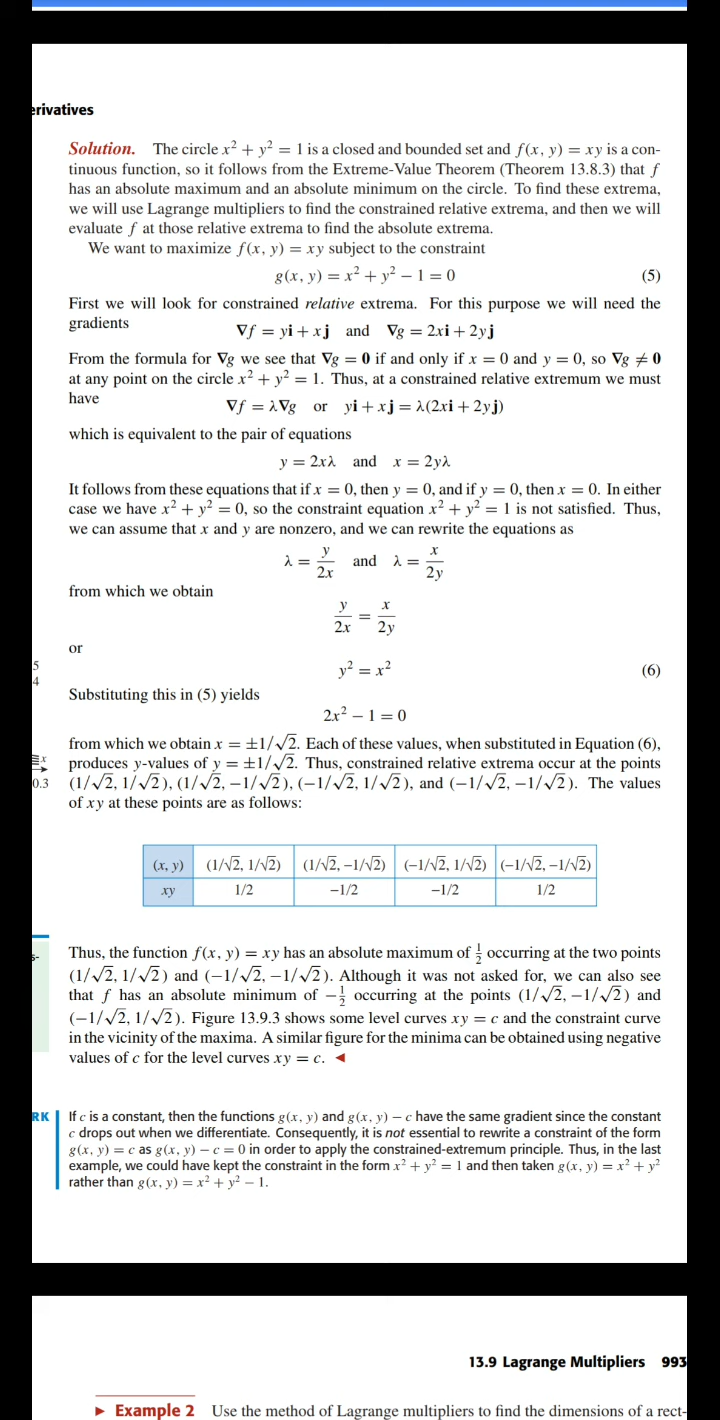 erivatives
Solution. The circle x² + y² = 1 is a closed and bounded set and f(x, y) = xy is a con-
tinuous function, so it follows from the Extreme-Value Theorem (Theorem 13.8.3) that f
has an absolute maximum and an absolute minimum on the circle. To find these extrema,
we will use Lagrange multipliers to find the constrained relative extrema, and then we will
evaluate f at those relative extrema to find the absolute extrema.
We want to maximize f(x, y) = xy subject to the constraint
g(x, y) = x² + y² − 1 = 0 (5)
First we will look for constrained relative extrema. For this purpose we will need the
gradients
∇f = yi + xj and ∇g = 2xi + 2yj
From the formula for ∇g we see that ∇g = 0 if and only if x = 0 and y = 0, so ∇g ≠ 0
at any point on the circle x² + y² = 1. Thus, at a constrained relative extremum we must
have
∇f = λ∇g or yi + xj = λ(2xi + 2yj)
which is equivalent to the pair of equations
y = 2xλ and x = 2yλ
It follows from these equations that if x = 0, then y = 0, and if y = 0, then x = 0. In either
case we have x² + y² = 0, so the constraint equation x² + y² = 1 is not satisfied. Thus,
we can assume that x and y are nonzero, and we can rewrite the equations as
λ = y/2x and λ = x/2y
from which we obtain
y/2x = x/2y
or
5
4
y² = x² (6)
Substituting this in (5) yields
2x² − 1 = 0
from which we obtain x = ±1/√2. Each of these values, when substituted in Equation (6),
x
produces y-values of y = ±1/√2. Thus, constrained relative extrema occur at the points
0.3
(1/√2, 1/√2), (1/√2, −1/√2), (−1/√2, 1/√2), and (−1/√2, −1/√2). The values
of xy at these points are as follows:
(x, y) (1/√2, 1/√2) (1/√2, −1/√2) (−1/√2, 1/√2) (−1/√2, −1/√2)
xy 1/2 −1/2 −1/2 1/2
s-
Thus, the function f(x, y) = xy has an absolute maximum of ½ occurring at the two points
(1/√2, 1/√2) and (−1/√2, −1/√2). Although it was not asked for, we can also see
that f has an absolute minimum of −½ occurring at the points (1/√2, −1/√2) and
(−1/√2, 1/√2). Figure 13.9.3 shows some level curves xy = c and the constraint curve
in the vicinity of the maxima. A similar figure for the minima can be obtained using negative
values of c for the level curves xy = c. ◄
RK
If c is a constant, then the functions g(x, y) and g(x, y) − c have the same gradient since the constant
c drops out when we differentiate. Consequently, it is not essential to rewrite a constraint of the form
g(x, y) = c as g(x, y) − c = 0 in order to apply the constrained-extremum principle. Thus, in the last
example, we could have kept the constraint in the form x² + y² = 1 and then taken g(x, y) = x² + y²
rather than g(x, y) = x² + y² − 1.
13.9 Lagrange Multipliers 993
► Example 2 Use the method of Lagrange multipliers to find the dimensions of a rect-